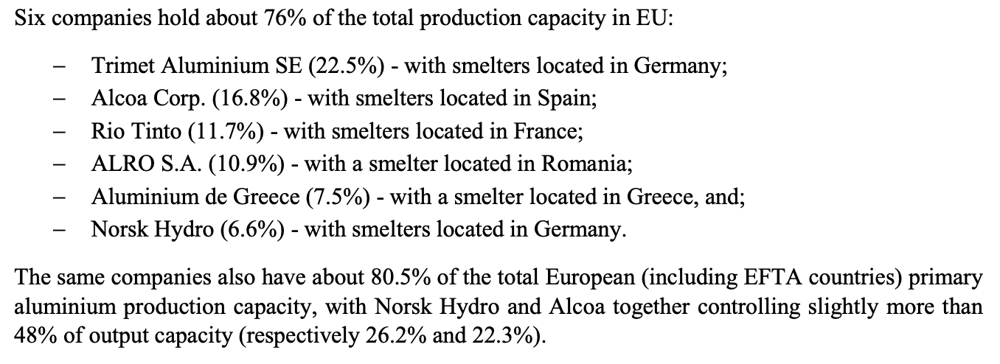 Six companies hold about 76% of the total production capacity in EU:
– Trimet Aluminium SE (22.5%) - with smelters located in Germany;
– Alcoa Corp. (16.8%) - with smelters located in Spain;
– Rio Tinto (11.7%) - with smelters located in France;
– ALRO S.A. (10.9%) - with a smelter located in Romania;
– Aluminium de Greece (7.5%) - with a smelter located in Greece, and;
– Norsk Hydro (6.6%) - with smelters located in Germany.
The same companies also have about 80.5% of the total European (including EFTA countries) primary
aluminium production capacity, with Norsk Hydro and Alcoa together controlling slightly more than
48% of output capacity (respectively 26.2% and 22.3%).